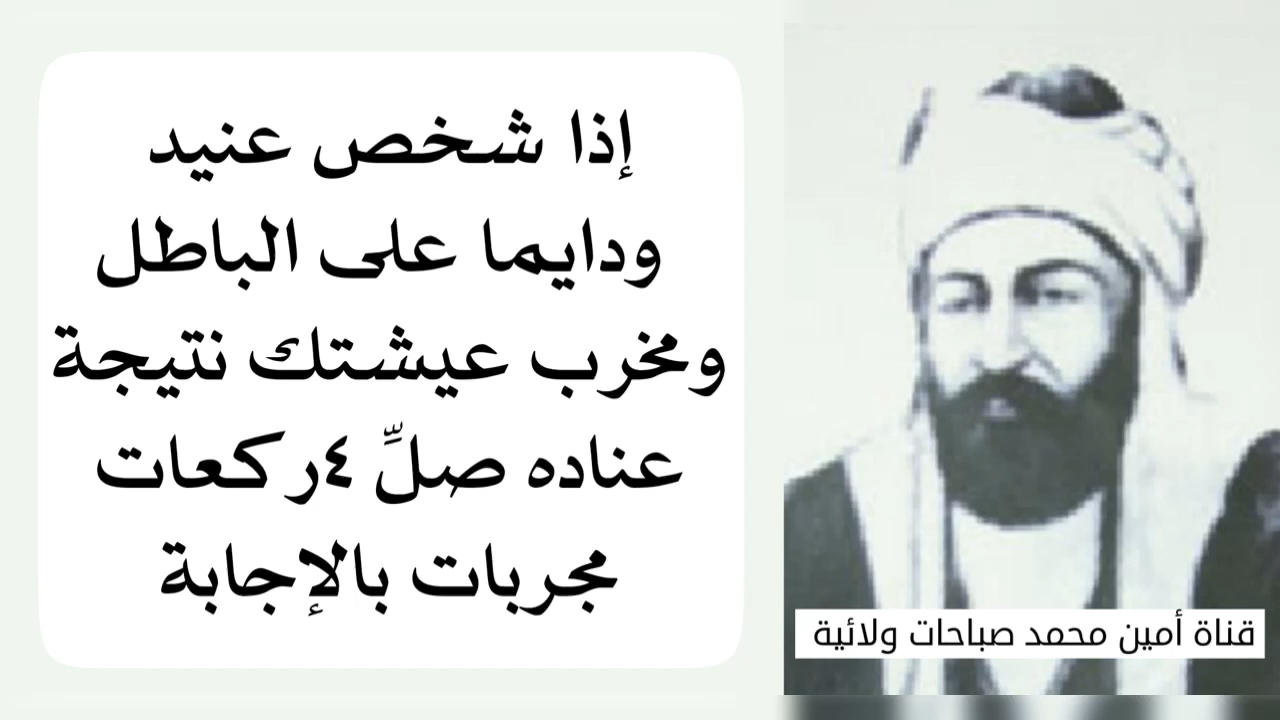 إذا شخص عنيد
ودايما على الباطل
ومخرب عيشتك نتيجة
عناده صلِّ ٤ركعات
مجربات بالإجابة
قناة أمين محمد صباحات ولائية